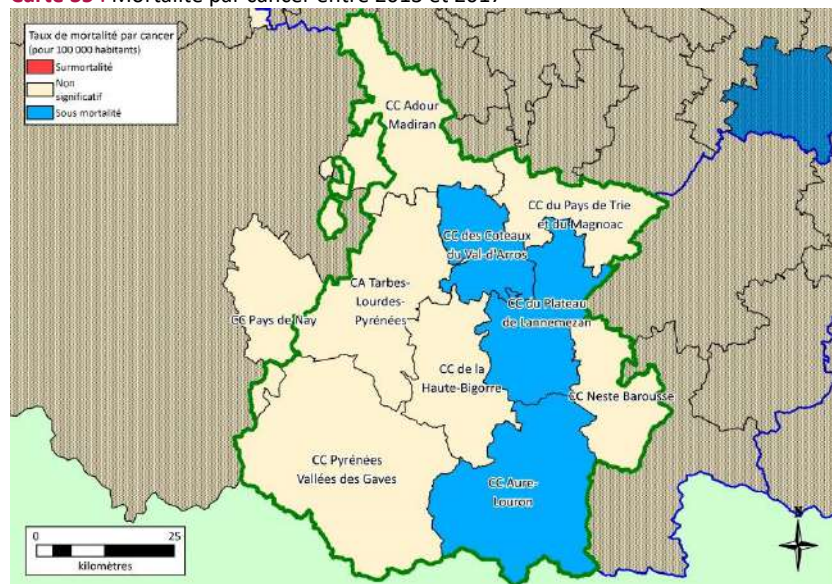 Carte 35 : Mortalité par cancer entre 2013 et 2017
Taux de mortalité par cancer
(pour 100 000 habitants)
Surmortalité
Non
significatif
Sous mortalité
CC Adour
Madiran
CC du Pays de Trie
et du Magnoac
CC des Coteaux
du Val-d'Arros
CA Tarbes-
Lourdes-
Pyrénées
CC Pays de Nay
CC du Plateau
de Lannemezan
CC de la
Haute-Bigorre
CC Neste Barousse
CC Pyrénées
Vallées des Gaves
CC Aure-
Louron
0 25
kilomètres
N